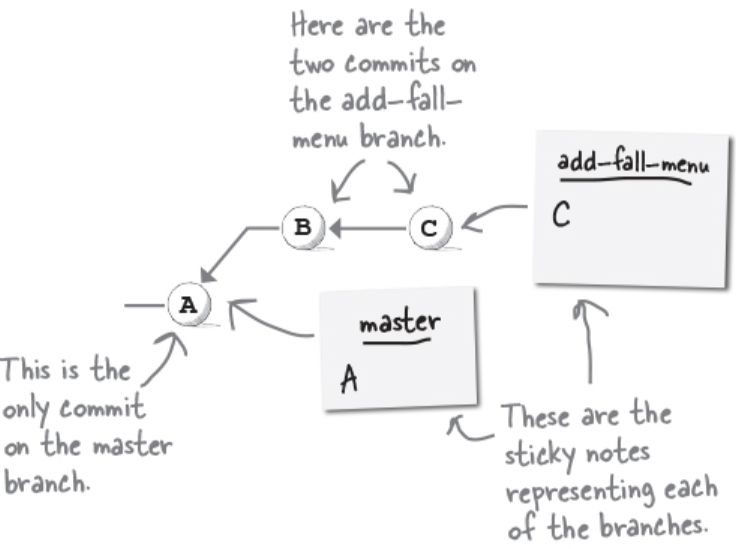 Here are the
two commits on
the add-fall-
menu branch.
add-fall-menu
C
B
C
A
master
A
This is the
only commit
on the master
branch.
These are the
sticky notes
representing each
of the branches.